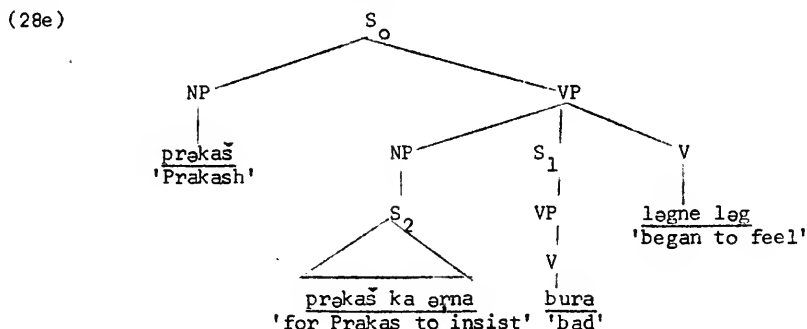 (28e)
S₀
NP VP
prəkaš
'Prakash'
NP S₁ V
S₂ VP ləgne ləg
'began to feel'
V
prəkaš ka əṛna bura
'for Prakas to insist' 'bad'